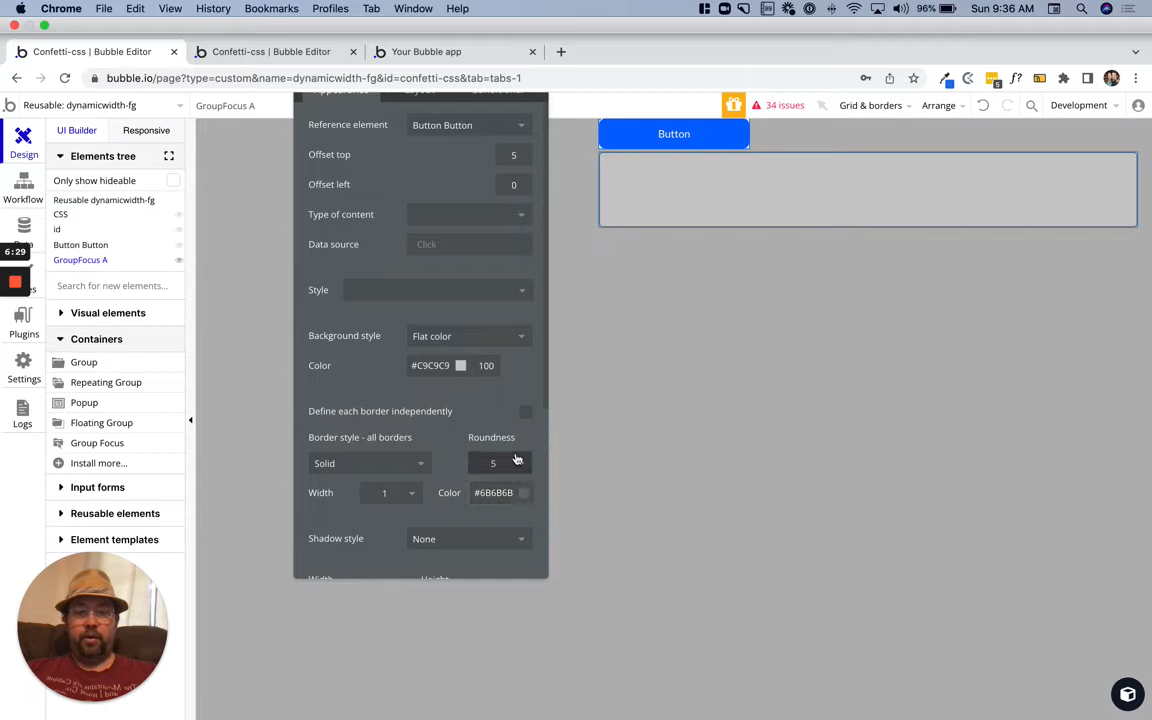 Chrome File Edit View History Bookmarks Profiles Tab Window Help 96% Sun 9:36 AM
Confetti-css | Bubble Editor Confetti-css | Bubble Editor Your Bubble app
bubble.io/page?type=custom&name=dynamicwidth-fg&id=confetti-css&tab=tabs-1
Reusable: dynamicwidth-fg GroupFocus A 34 issues Grid & borders Arrange Development
UI Builder Responsive
Design
Elements tree
Only show hideable
Reusable dynamicwidth-fg
CSS
id
Button Button
GroupFocus A
Search for new elements...
Visual elements
Containers
Group
Repeating Group
Popup
Floating Group
Group Focus
Install more...
Input forms
Reusable elements
Element templates
Workflow
6:29
Plugins
Settings
Logs
Reference element Button Button
Offset top 5
Offset left 0
Type of content
Data source Click
Style
Background style Flat color
Color #C9C9C9 100
Define each border independently
Border style - all borders Roundness
Solid 5
Width 1 Color #6B6B6B
Shadow style None
Button